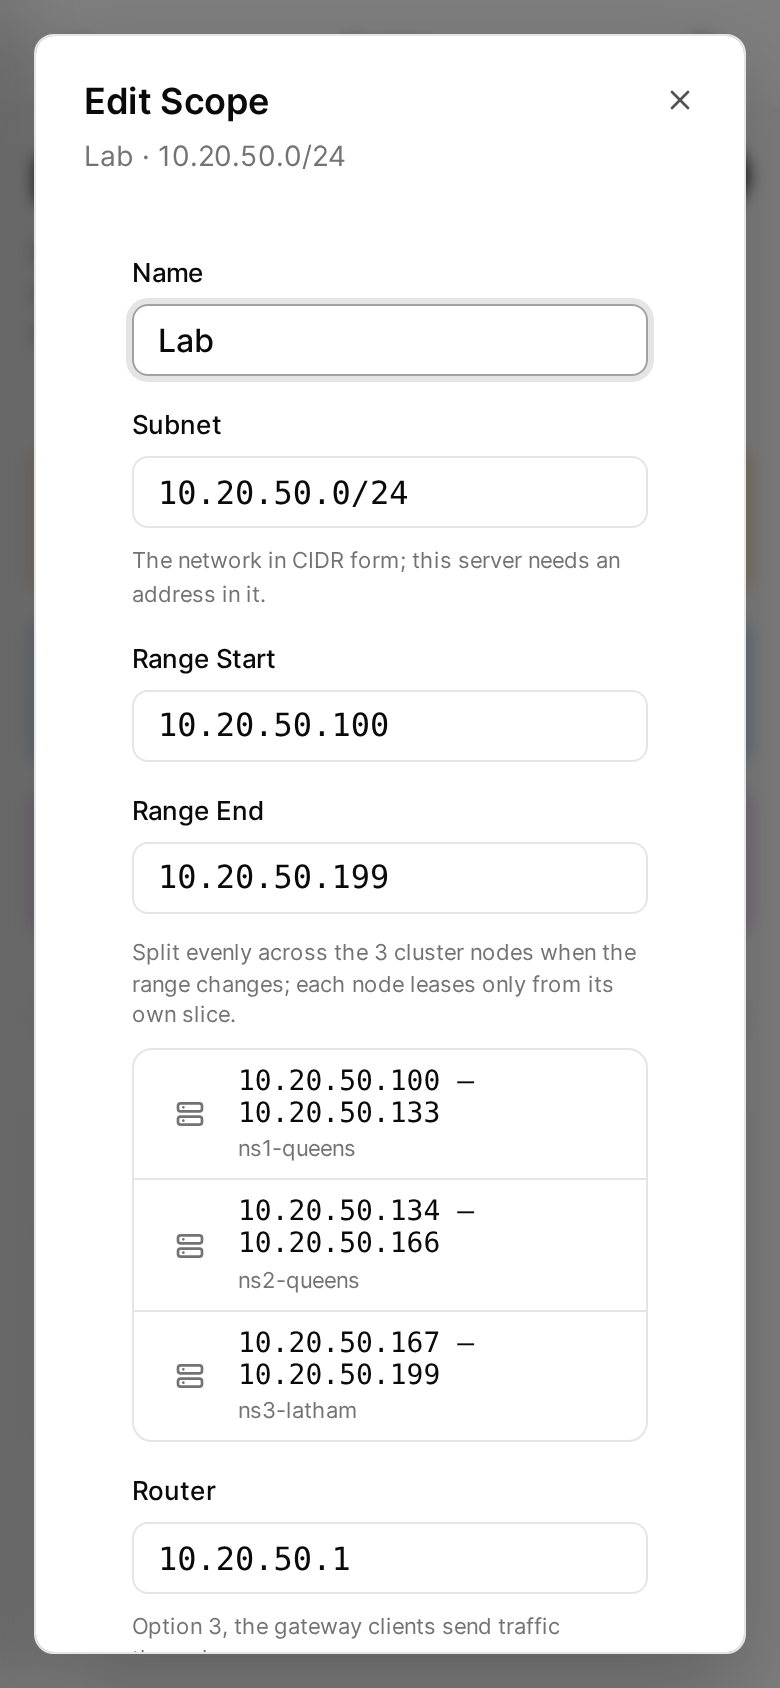 Edit Scope
Lab · 10.20.50.0/24
Name
Lab
Subnet
10.20.50.0/24
The network in CIDR form; this server needs an
address in it.
Range Start
10.20.50.100
Range End
10.20.50.199
Split evenly across the 3 cluster nodes when the
range changes; each node leases only from its
own slice.
10.20.50.100 –
10.20.50.133
ns1-queens
10.20.50.134 –
10.20.50.166
ns2-queens
10.20.50.167 –
10.20.50.199
ns3-latham
Router
10.20.50.1
Option 3, the gateway clients send traffic